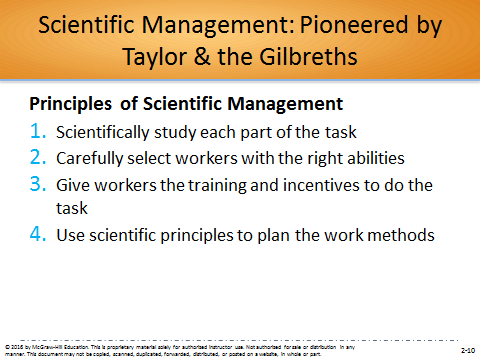 Scientific Management: Pioneered by
Taylor & the Gilbreths
Principles of Scientific Management
1. Scientifically study each part of the task
2. Carefully select workers with the right abilities
3. Give workers the training and incentives to do the
task
4. Use scientific principles to plan the work methods
© 2016 by McGraw-Hill Education. This is proprietary material solely for authorized instructor use. Not authorized for sale or distribution in any
manner. This document may not be copied, scanned, duplicated, forwarded, distributed, or posted on a website, in whole or part.
2-10